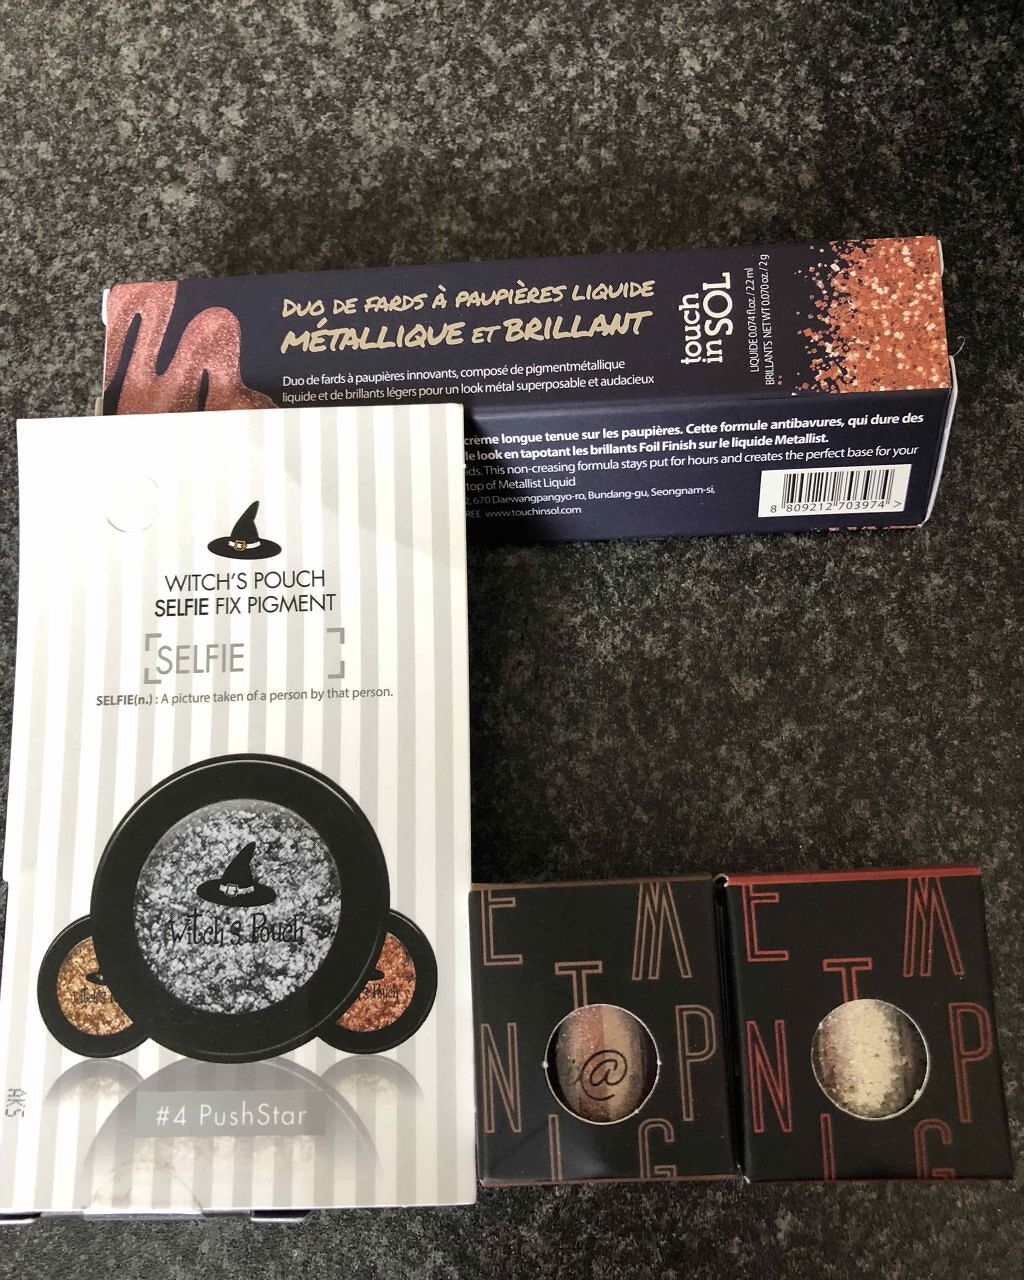 DUO DE FARDS À PAUPIÈRES LIQUIDE
MÉTALLIQUE ET BRILLANT
Duo de fards à paupières innovants, composé de pigmentmétallique
liquide et de brillants légers pour un look métal superposable et audacieux
touch
in SOL
LIQUIDE 0.074 fl.oz. / 2.2 ml
BRILLANTS NET WT 0.070 oz. / 2 g
crème longue tenue sur les paupières. Cette formule antibavures, qui dure des
le look en tapotant les brillants Foil Finish sur le liquide Metallist.
ds. This non-creasing formula stays put for hours and creates the perfect base for your
top of Metallist Liquid
2, 670 Daewangpangyo-ro, Bundang-gu, Seongnam-si,
REE www.touchinsol.com
8 809212 703974 >
WITCH'S POUCH
SELFIE FIX PIGMENT
SELFIE
SELFIE(n.) : A picture taken of a person by that person.
witch's Pouch
#4 PushStar
AK5
E M
T
N @ P
I G
E M
T
N P
I G